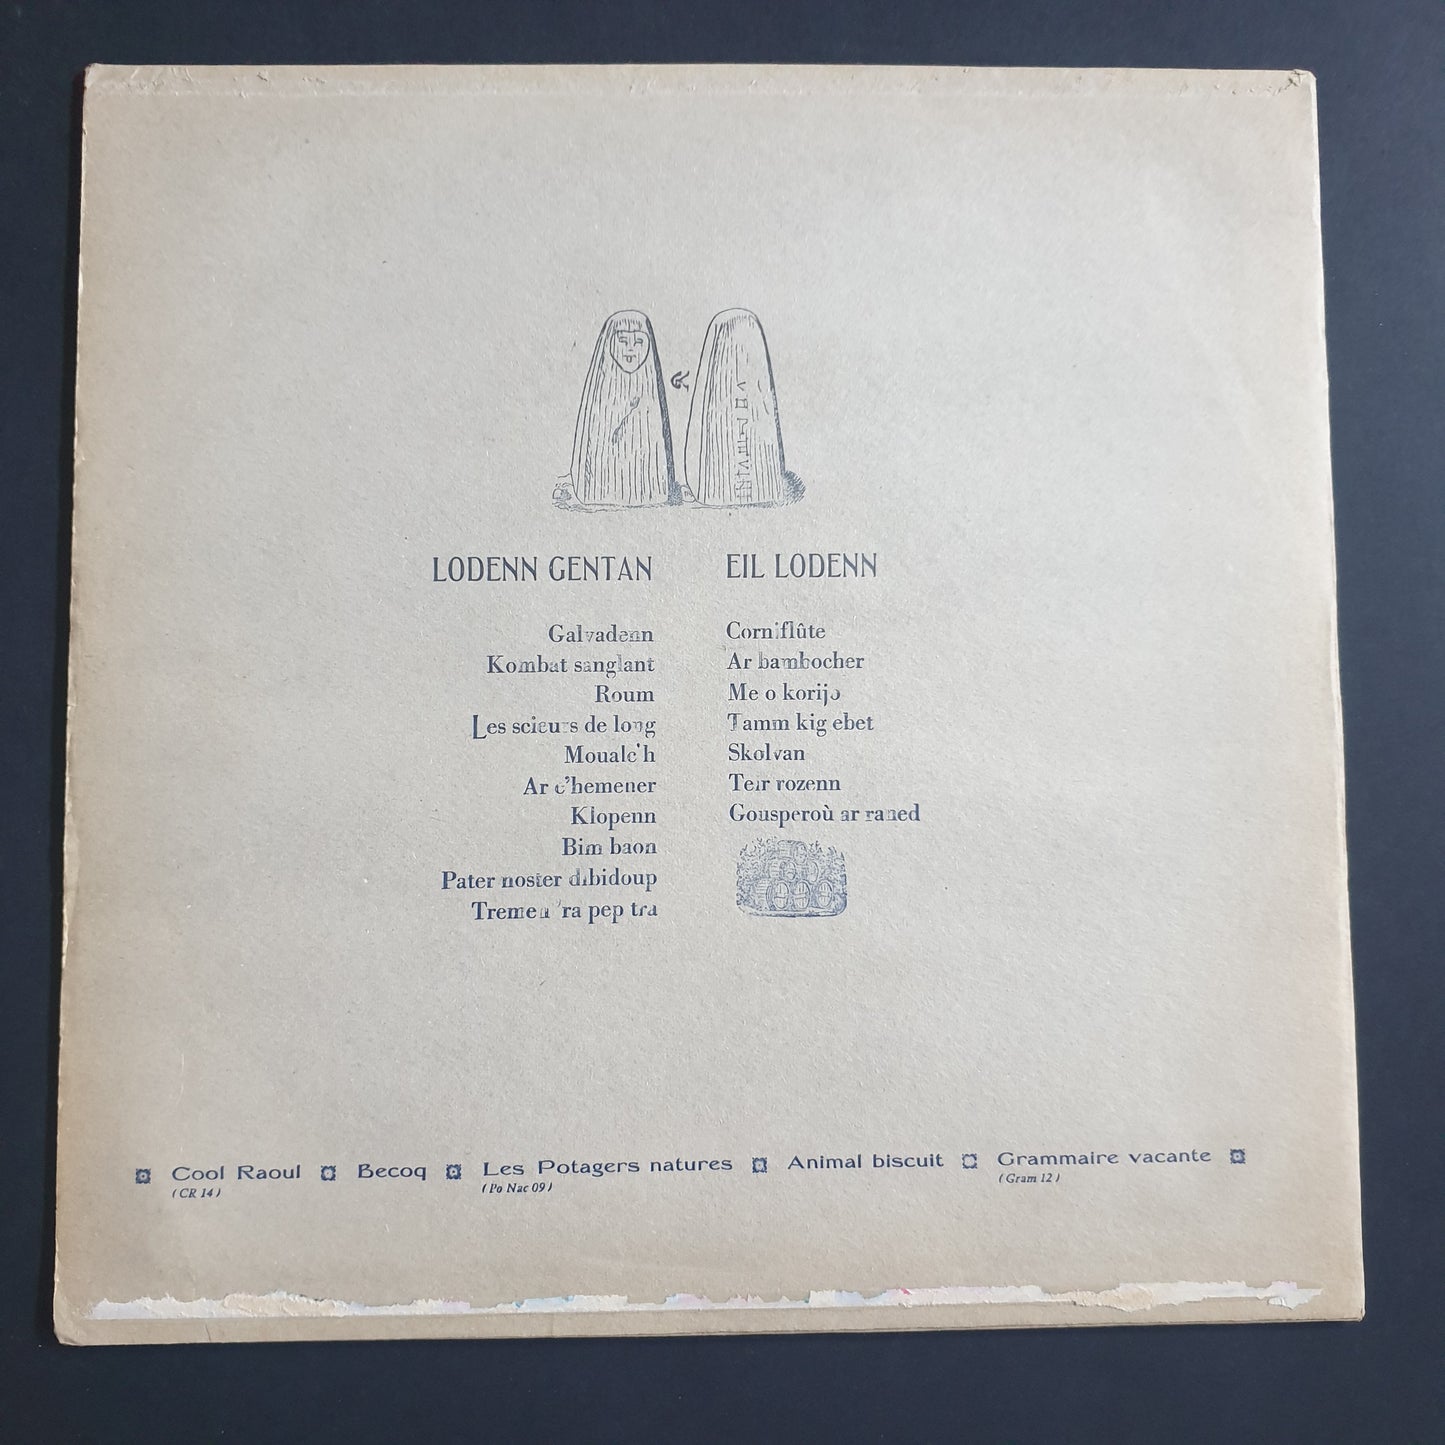 LODENN GENTAN
Galvadenn
Kombat sanglant
Roum
Les scieurs de long
Moualc'h
Ar c'hemener
Klopenn
Bim baon
Pater noster dibidoup
Tremen 'ra pep tra
EIL LODENN
Corniflûte
Ar bambocher
Me o korijo
Tamm kig ebet
Skolvan
Teir rozenn
Gousperoù ar raned
Cool Raoul Becoq Les Potagers natures Animal biscuit Grammaire vacante
(CR 14) (Po Nac 09) (Gram 12)